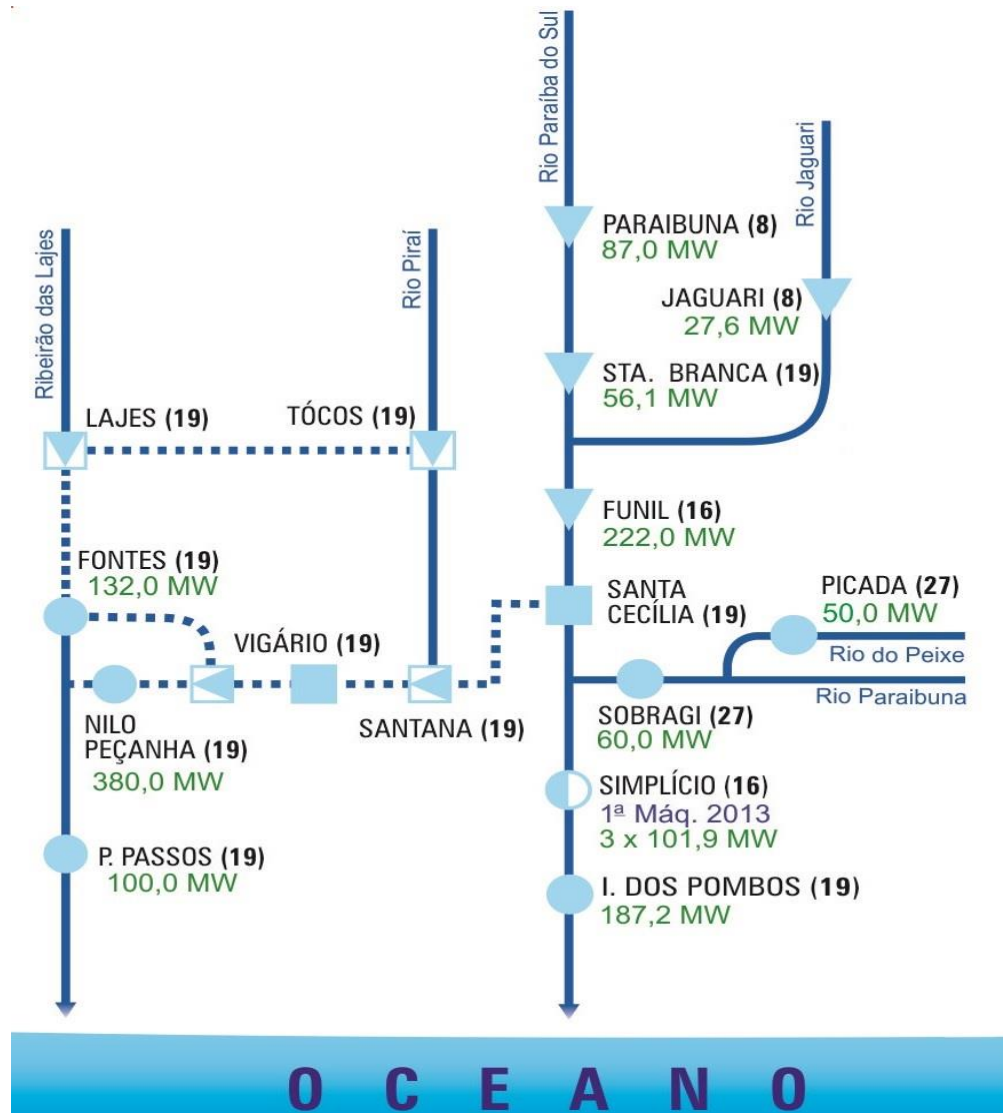 Rio Paraíba do Sul
Rio Jaguari
Ribeirão das Lajes
Rio Piraí
PARAIBUNA (8)
87,0 MW
JAGUARI (8)
27,6 MW
STA. BRANCA (19)
56,1 MW
LAJES (19)
TÓCOS (19)
FUNIL (16)
222,0 MW
FONTES (19)
132,0 MW
SANTA
CECÍLIA (19)
PICADA (27)
50,0 MW
Rio do Peixe
VIGÁRIO (19)
Rio Paraibuna
NILO
PEÇANHA (19)
380,0 MW
SANTANA (19)
SOBRAGI (27)
60,0 MW
SIMPLÍCIO (16)
1ª Máq. 2013
3 x 101,9 MW
P. PASSOS (19)
100,0 MW
I. DOS POMBOS (19)
187,2 MW
OCEANO